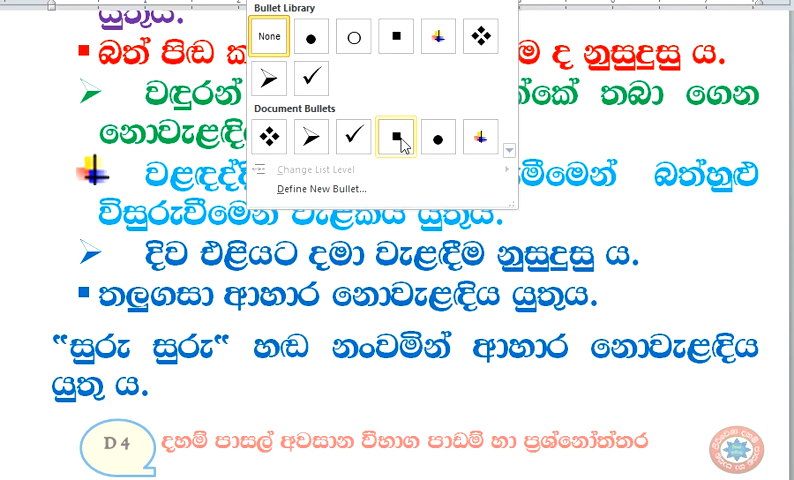 යුතුය.
Bullet Library
None
බත් පිඬ ක ම ද නුසුදුසු ය.
Document Bullets
වඳුරන් ක්කේ තබා ගෙන
නොවැළඳි
Change List Level
වළඳද්දී මීමෙන් බත්හුළු
Define New Bullet...
විසුරුවීමෙන් වැළකිය යුතුය.
දිව එළියට දමා වැළඳීම නුසුදුසු ය.
තලුගසා ආහාර නොවැළඳිය යුතුය.
“සුරු සුරු“ හඬ නංවමින් ආහාර නොවැළඳිය
යුතු ය.
D 4
දහම් පාසල් අවසාන විභාග පාඩම් හා ප්‍රශ්නෝත්තර